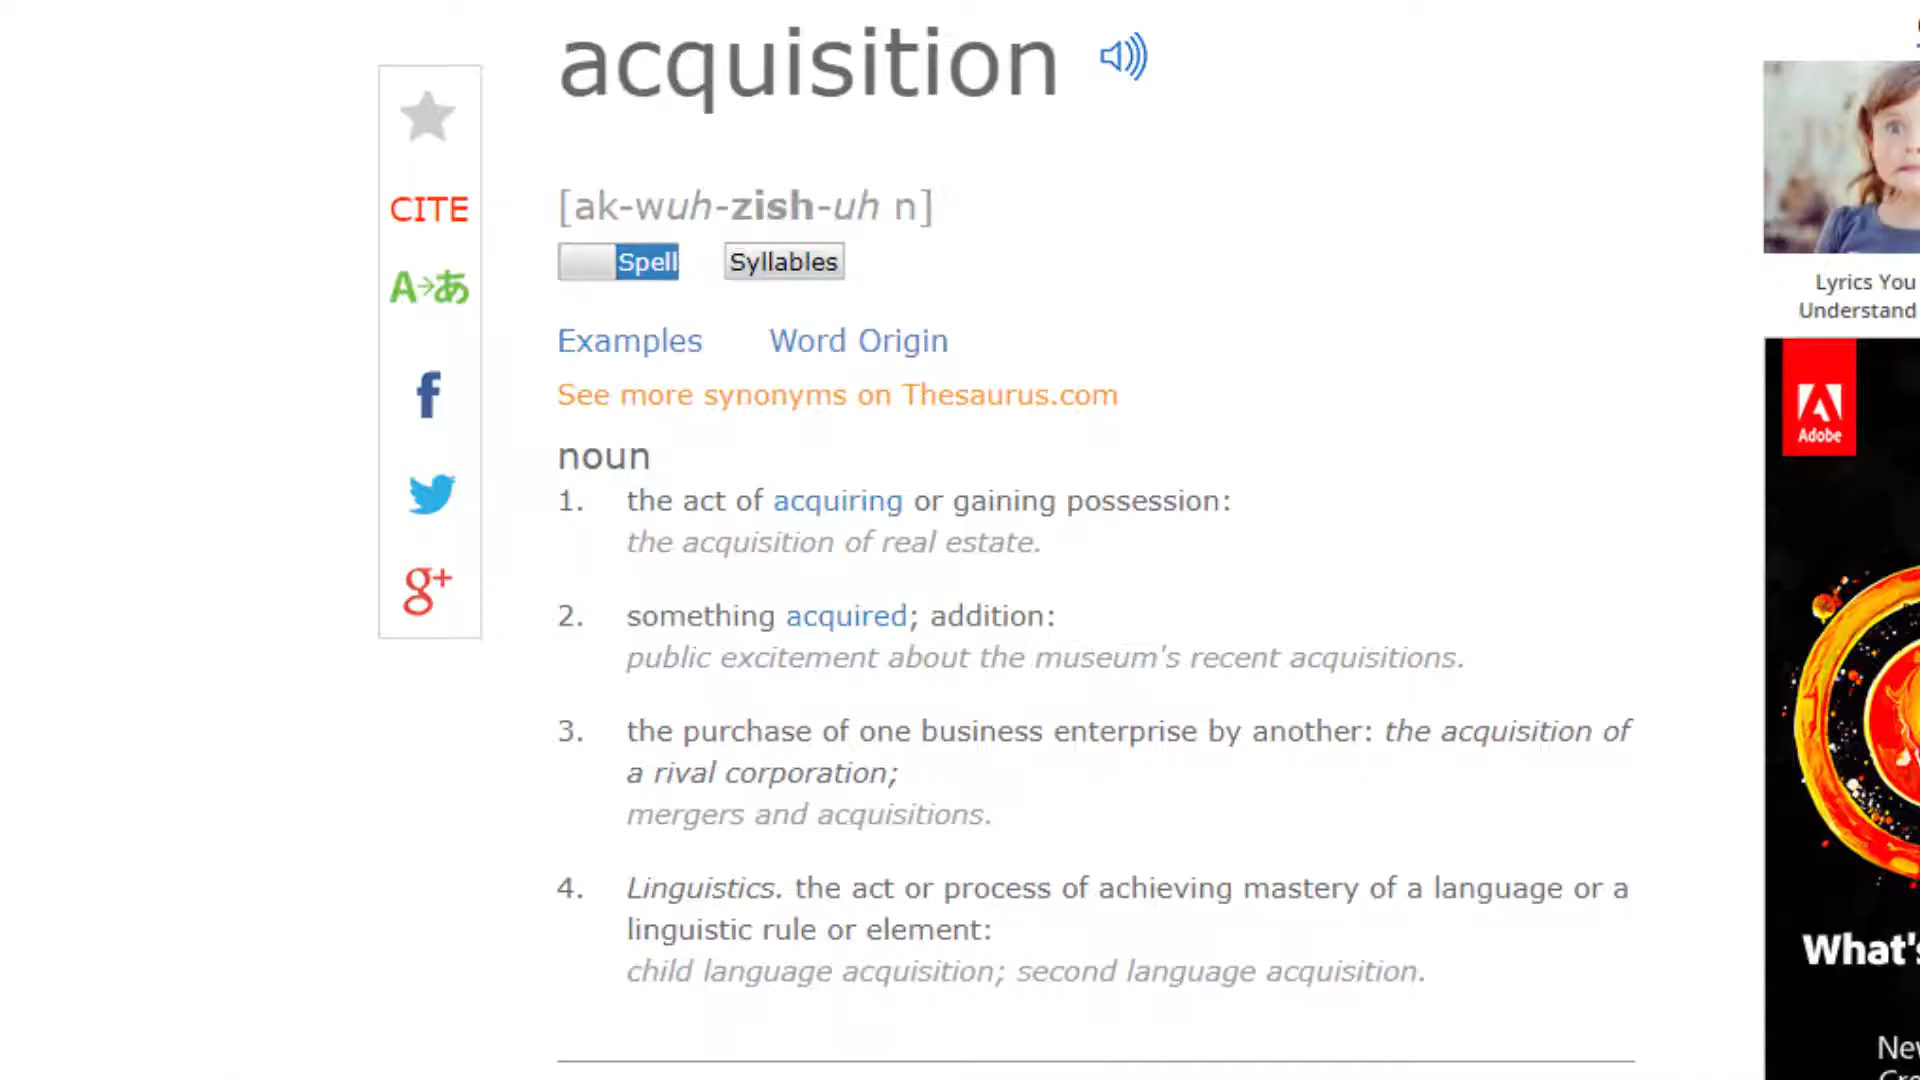 acquisition
CITE
A→あ
f
g+
[ak-wuh-zish-uh n]
Spell Syllables
Examples Word Origin
See more synonyms on Thesaurus.com
noun
1. the act of acquiring or gaining possession:
the acquisition of real estate.
2. something acquired; addition:
public excitement about the museum's recent acquisitions.
3. the purchase of one business enterprise by another: the acquisition of
a rival corporation;
mergers and acquisitions.
4. Linguistics. the act or process of achieving mastery of a language or a
linguistic rule or element:
child language acquisition; second language acquisition.
Lyrics You
Understand
Adobe
What's